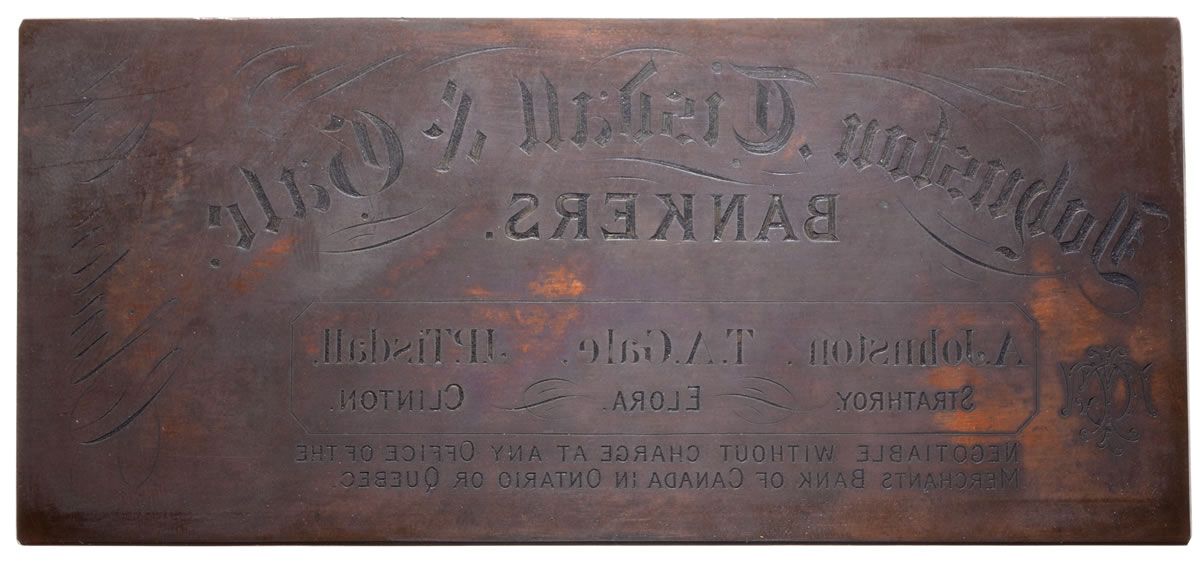 Johnston, Tisdall & Gale.
BANKERS.
A. Johnston, T.A. Gale, J.P. Tisdall.
STRATHROY. ELORA. CLINTON.
NEGOTIABLE WITHOUT CHARGE AT ANY OFFICE OF THE
MERCHANTS BANK OF CANADA IN ONTARIO OR QUEBEC.